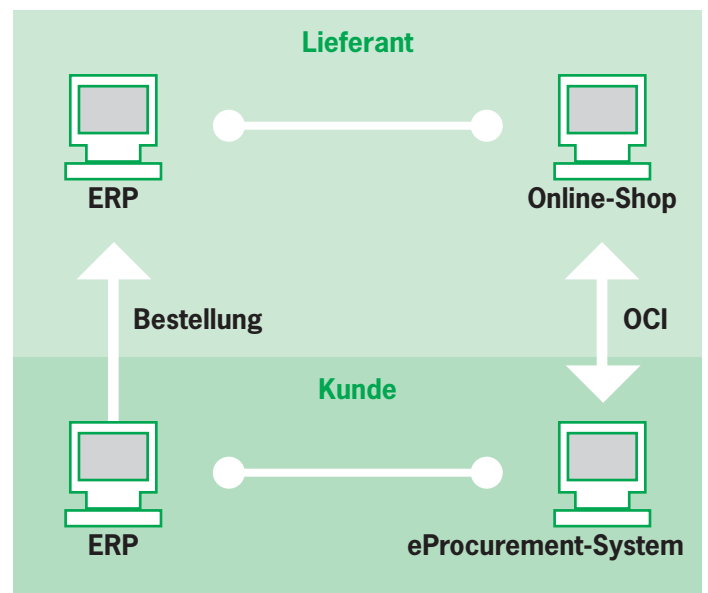 Lieferant
ERP
Online-Shop
Bestellung
OCI
Kunde
ERP
eProcurement-System